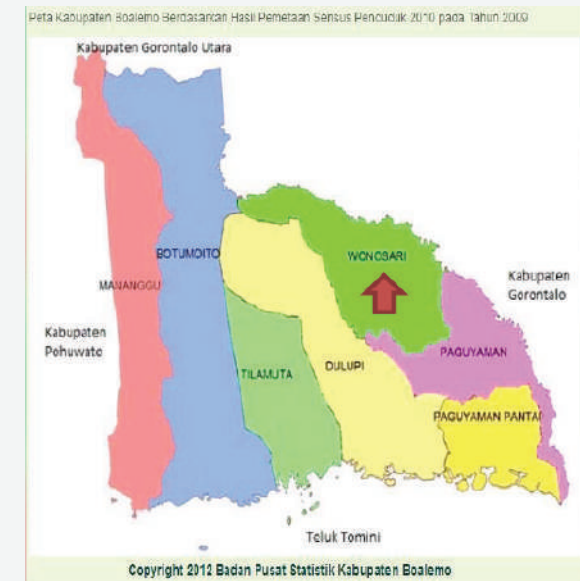 Peta Kabupaten Boalemo Berdasarkan Hasil Pemetaan Sensus Penduduk 2010 pada Tahun 2009
Kabupaten Gorontalo Utara
WONOSARI
BOTUMOITO
Kabupaten
Gorontalo
MANANGGU
Kabupaten
Pohuwato
PAGUYAMAN
DULUPI
TILAMUTA
PAGUYAMAN PANTAI
Teluk Tomini
Copyright 2012 Badan Pusat Statistik Kabupaten Boalemo